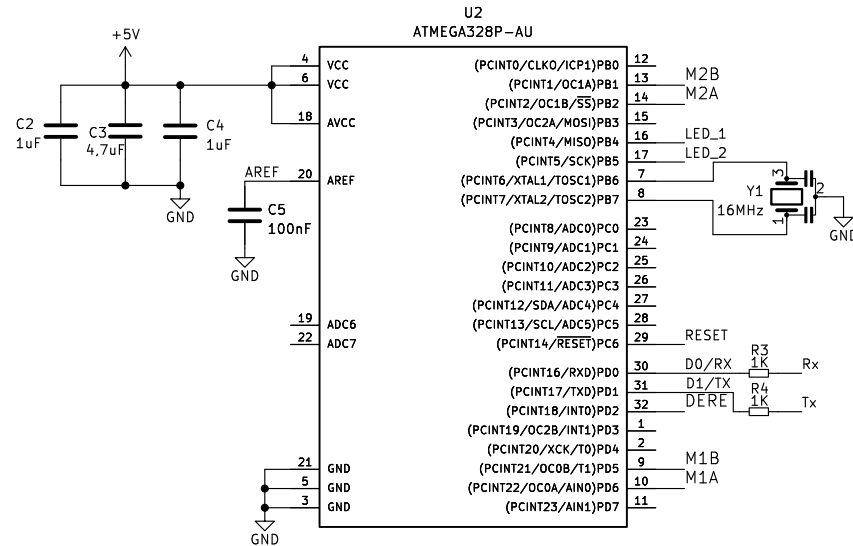 U2
ATMEGA328P-AU
+5V
C2
1uF
C3
4,7uF
C4
1uF
GND
AREF
C5
100nF
GND
4 VCC
6 VCC
18 AVCC
20 AREF
19 ADC6
22 ADC7
21 GND
5 GND
3 GND
GND
(PCINT0/CLKO/ICP1)PB0 12
(PCINT1/OC1A)PB1 13 M2B
(PCINT2/OC1B/SS)PB2 14 M2A
(PCINT3/OC2A/MOSI)PB3 15
(PCINT4/MISO)PB4 16 LED_1
(PCINT5/SCK)PB5 17 LED_2
(PCINT6/XTAL1/TOSC1)PB6 7
(PCINT7/XTAL2/TOSC2)PB7 8
Y1
16MHz
3
2
1
GND
(PCINT8/ADC0)PC0 23
(PCINT9/ADC1)PC1 24
(PCINT10/ADC2)PC2 25
(PCINT11/ADC3)PC3 26
(PCINT12/SDA/ADC4)PC4 27
(PCINT13/SCL/ADC5)PC5 28
(PCINT14/RESET)PC6 29 RESET
(PCINT16/RXD)PD0 30 D0/RX
R3
1K
Rx
(PCINT17/TXD)PD1 31 D1/TX
R4
1K
Tx
(PCINT18/INT0)PD2 32 DERE
(PCINT19/OC2B/INT1)PD3 1
(PCINT20/XCK/T0)PD4 2
(PCINT21/OC0B/T1)PD5 9 M1B
(PCINT22/OC0A/AIN0)PD6 10 M1A
(PCINT23/AIN1)PD7 11